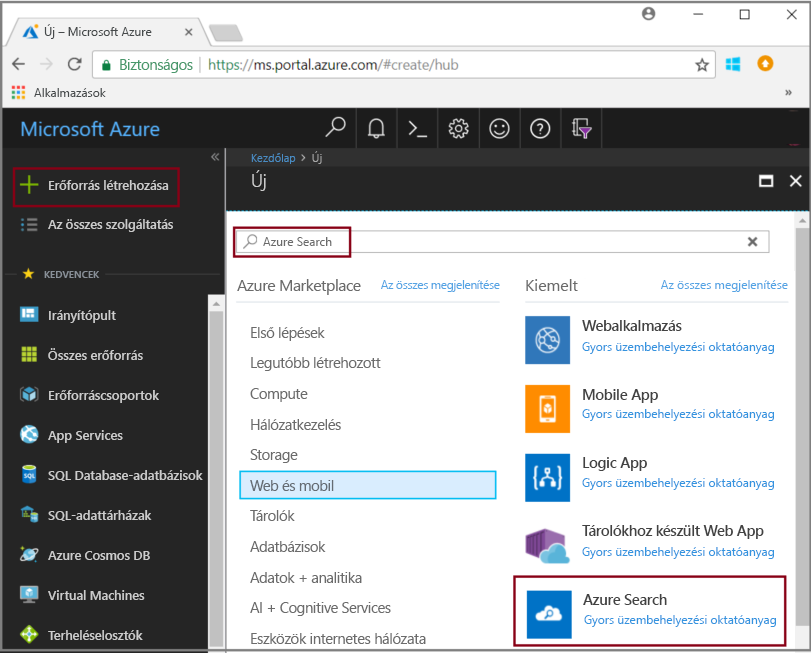 Új – Microsoft Azure
Biztonságos https://ms.portal.azure.com/#create/hub
Alkalmazások
»
Microsoft Azure
«
Erőforrás létrehozása
Az összes szolgáltatás
KEDVENCEK
Irányítópult
Összes erőforrás
Erőforráscsoportok
App Services
SQL Database-adatbázisok
SQL-adattárházak
Azure Cosmos DB
Virtual Machines
Terheléselosztók
Kezdőlap > Új
Új
Azure Search
Azure Marketplace Az összes megjelenítése
Első lépések
Legutóbb létrehozott
Compute
Hálózatkezelés
Storage
Web és mobil
Tárolók
Adatbázisok
Adatok + analitika
AI + Cognitive Services
Eszközök internetes hálózata
Kiemelt Az összes megjelenítése
Webalkalmazás
Gyors üzembehelyezési oktatóanyag
Mobile App
Gyors üzembehelyezési oktatóanyag
Logic App
Gyors üzembehelyezési oktatóanyag
Tárolókhoz készült Web App
Gyors üzembehelyezési oktatóanyag
Azure Search
Gyors üzembehelyezési oktatóanyag